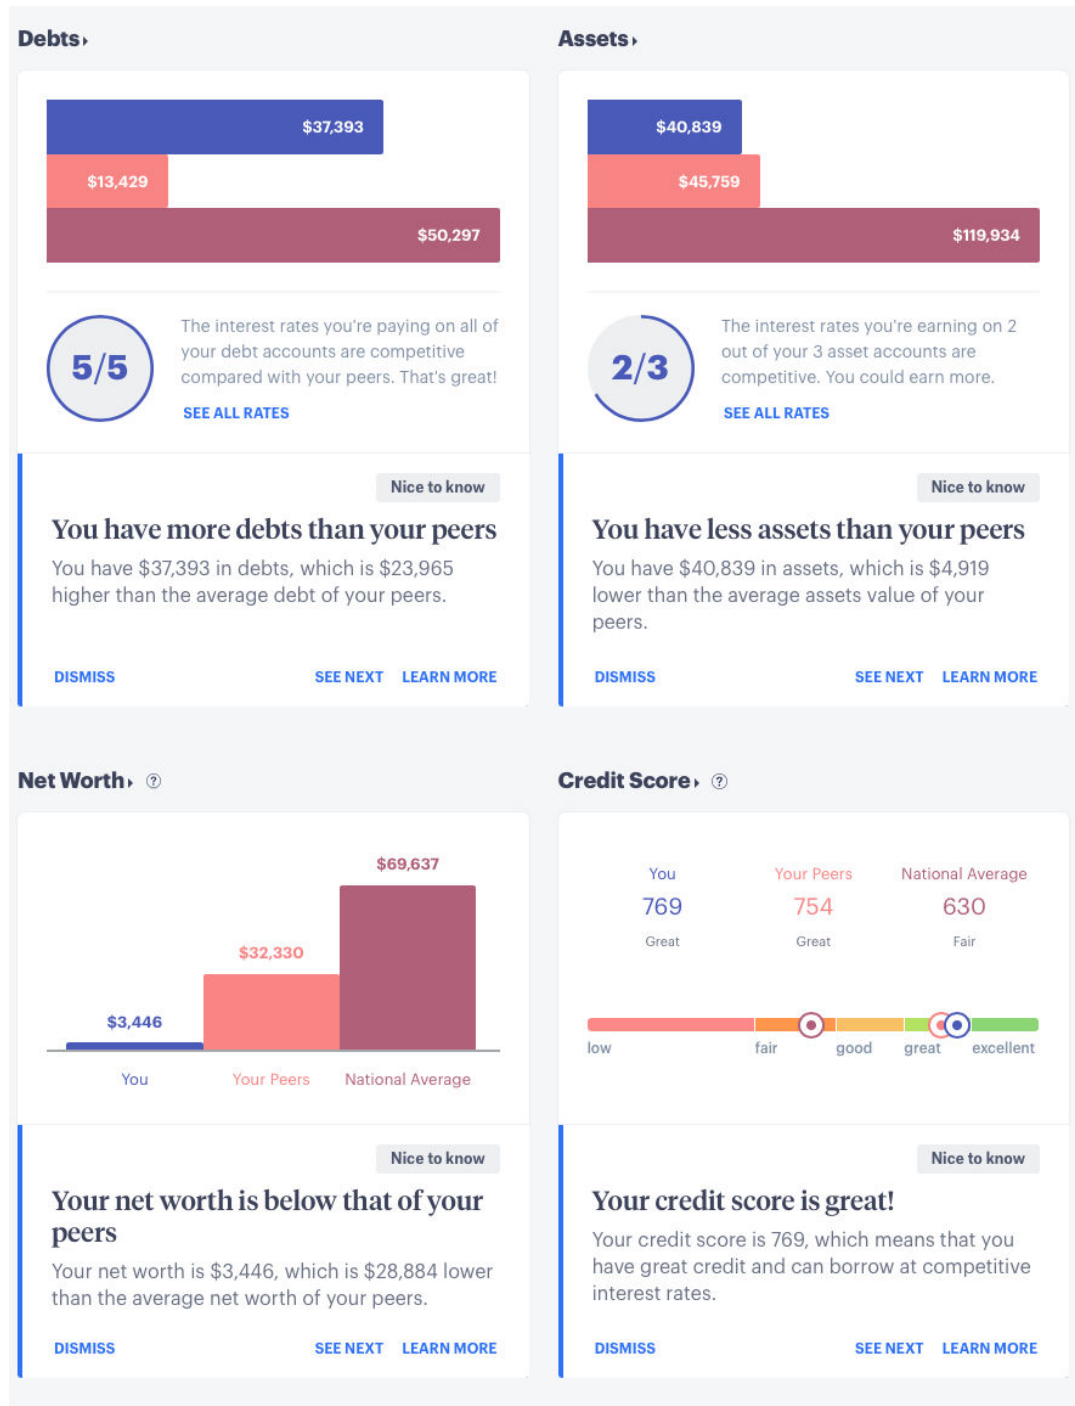 Debts
$37,393
$13,429
$50,297
5/5
The interest rates you're paying on all of
your debt accounts are competitive
compared with your peers. That's great!
SEE ALL RATES
Nice to know
You have more debts than your peers
You have $37,393 in debts, which is $23,965
higher than the average debt of your peers.
DISMISS SEE NEXT LEARN MORE
Assets
$40,839
$45,759
$119,934
2/3
The interest rates you're earning on 2
out of your 3 asset accounts are
competitive. You could earn more.
SEE ALL RATES
Nice to know
You have less assets than your peers
You have $40,839 in assets, which is $4,919
lower than the average assets value of your
peers.
DISMISS SEE NEXT LEARN MORE
Net Worth ?
$69,637
$32,330
$3,446
You Your Peers National Average
Nice to know
Your net worth is below that of your
peers
Your net worth is $3,446, which is $28,884 lower
than the average net worth of your peers.
DISMISS SEE NEXT LEARN MORE
Credit Score ?
You Your Peers National Average
769 754 630
Great Great Fair
low fair good great excellent
Nice to know
Your credit score is great!
Your credit score is 769, which means that you
have great credit and can borrow at competitive
interest rates.
DISMISS SEE NEXT LEARN MORE